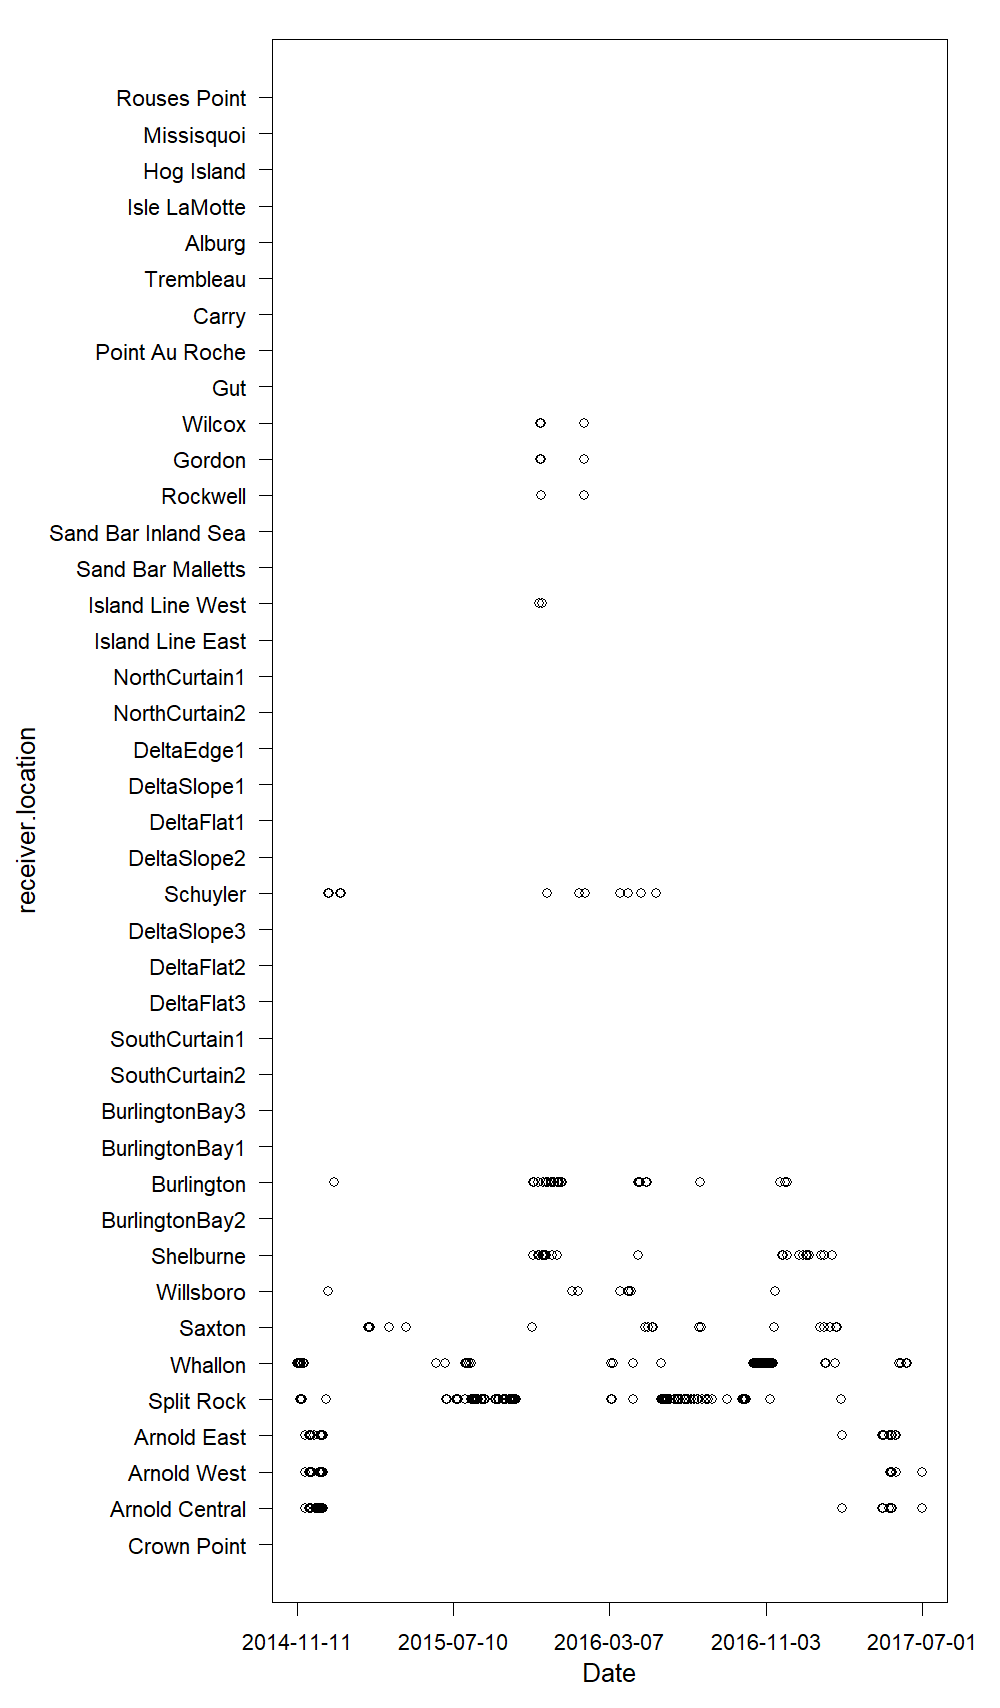 Rouses Point
Missisquoi
Hog Island
Isle LaMotte
Alburg
Trembleau
Carry
Point Au Roche
Gut
Wilcox
Gordon
Rockwell
Sand Bar Inland Sea
Sand Bar Malletts
Island Line West
Island Line East
NorthCurtain1
NorthCurtain2
DeltaEdge1
DeltaSlope1
DeltaFlat1
DeltaSlope2
Schuyler
DeltaSlope3
DeltaFlat2
DeltaFlat3
SouthCurtain1
SouthCurtain2
BurlingtonBay3
BurlingtonBay1
Burlington
BurlingtonBay2
Shelburne
Willsboro
Saxton
Whallon
Split Rock
Arnold East
Arnold West
Arnold Central
Crown Point
receiver.location
2014-11-11 2015-07-10 2016-03-07 2016-11-03 2017-07-01
Date